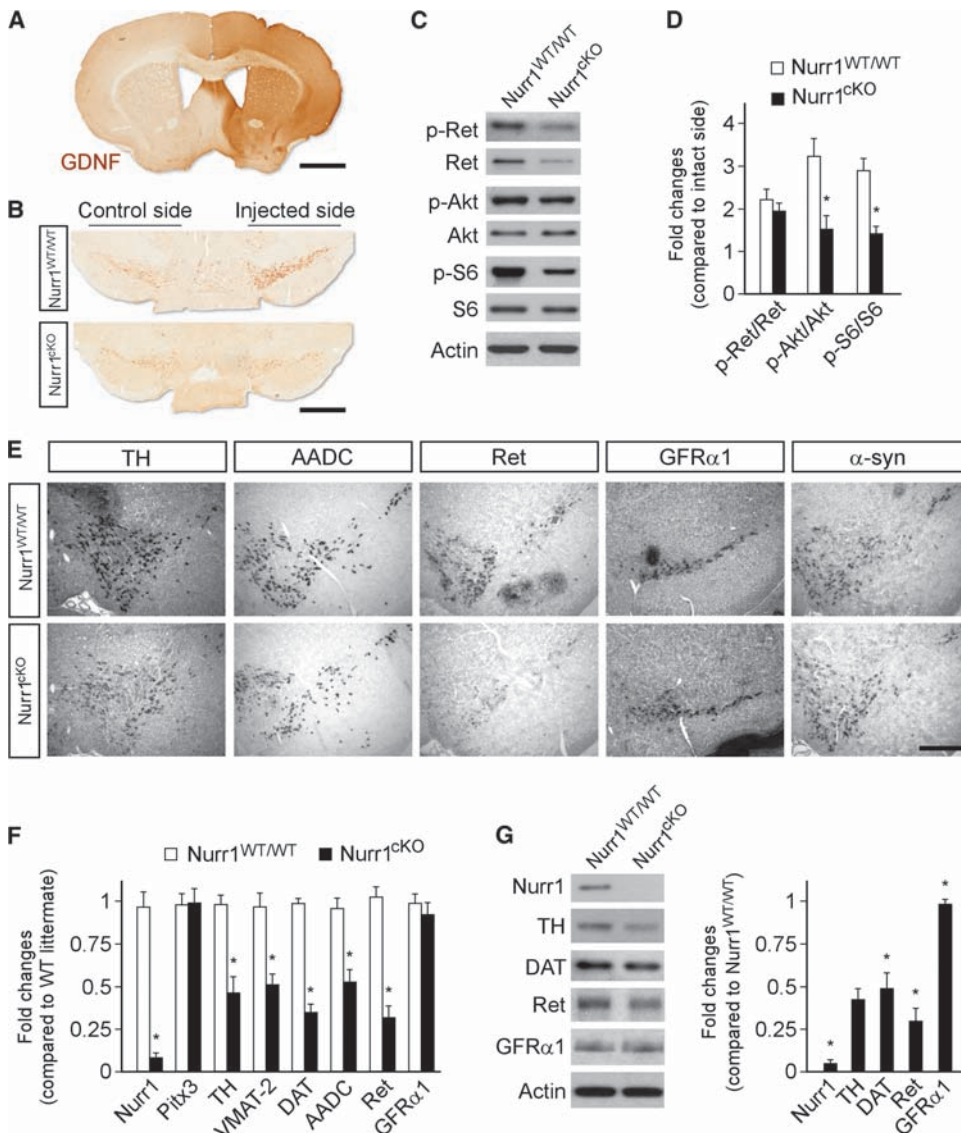 A
GDNF
B
Control side Injected side
Nurr1WT/WT
Nurr1cKO
C
Nurr1WT/WT Nurr1cKO
p-Ret
Ret
p-Akt
Akt
p-S6
S6
Actin
D
Nurr1WT/WT
Nurr1cKO
Fold changes
(compared to intact side)
4
3
2
1
0
* *
p-Ret/Ret p-Akt/Akt p-S6/S6
E
TH AADC Ret GFRα1 α-syn
Nurr1WT/WT
Nurr1cKO
F
Nurr1WT/WT Nurr1cKO
Fold changes
(compared to WT littermate)
1
0.75
0.5
0.25
0
* * * * * *
Nurr1 Pitx3 TH VMAT-2 DAT AADC Ret GFRα1
G
Nurr1WT/WT Nurr1cKO
Nurr1
TH
DAT
Ret
GFRα1
Actin
Fold changes
(compared to Nurr1WT/WT)
1
0.75
0.5
0.25
0
* * * *
Nurr1 TH DAT Ret GFRα1